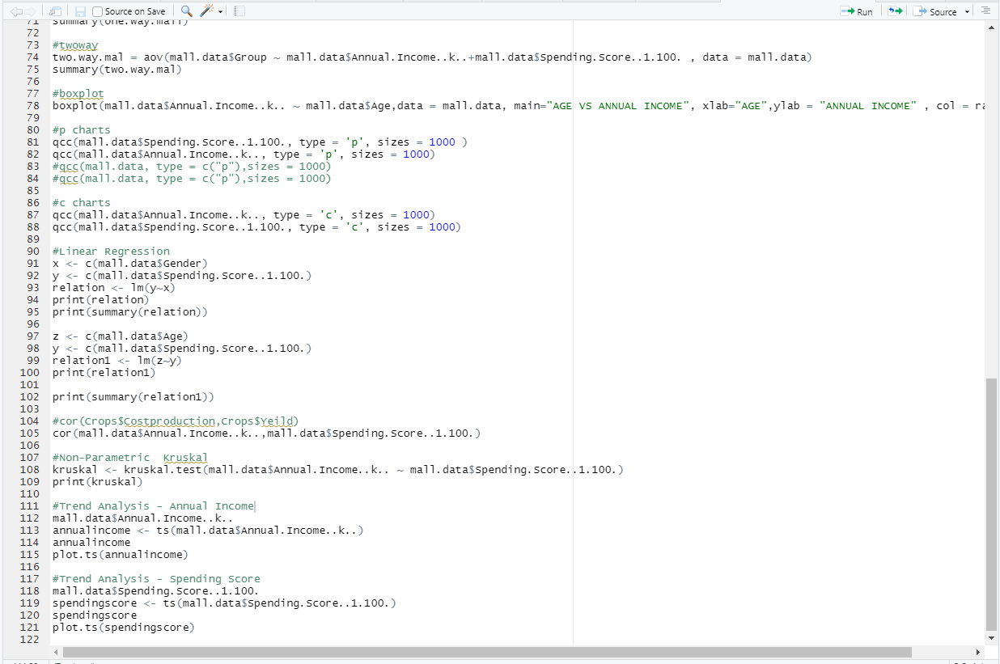 Source on Save Run Source
71 summary(one.way.mall)
72
73 #twoway
74 two.way.mal = aov(mall.data$Group ~ mall.data$Annual.Income..k..+mall.data$Spending.Score..1.100. , data = mall.data)
75 summary(two.way.mal)
76
77 #boxplot
78 boxplot(mall.data$Annual.Income..k.. ~ mall.data$Age,data = mall.data, main="AGE VS ANNUAL INCOME", xlab="AGE",ylab = "ANNUAL INCOME" , col = ra
79
80 #p charts
81 qcc(mall.data$Spending.Score..1.100., type = 'p', sizes = 1000 )
82 qcc(mall.data$Annual.Income..k.., type = 'p', sizes = 1000)
83 #qcc(mall.data, type = c("p"),sizes = 1000)
84 #qcc(mall.data, type = c("p"),sizes = 1000)
85
86 #c charts
87 qcc(mall.data$Annual.Income..k.., type = 'c', sizes = 1000)
88 qcc(mall.data$Spending.Score..1.100., type = 'c', sizes = 1000)
89
90 #Linear Regression
91 x <- c(mall.data$Gender)
92 y <- c(mall.data$Spending.Score..1.100.)
93 relation <- lm(y~x)
94 print(relation)
95 print(summary(relation))
96
97 z <- c(mall.data$Age)
98 y <- c(mall.data$Spending.Score..1.100.)
99 relation1 <- lm(z~y)
100 print(relation1)
101
102 print(summary(relation1))
103
104 #cor(Crops$Costproduction,Crops$Yeild)
105 cor(mall.data$Annual.Income..k..,mall.data$Spending.Score..1.100.)
106
107 #Non-Parametric  Kruskal
108 kruskal <- kruskal.test(mall.data$Annual.Income..k.. ~ mall.data$Spending.Score..1.100.)
109 print(kruskal)
110
111 #Trend Analysis - Annual Income
112 mall.data$Annual.Income..k..
113 annualincome <- ts(mall.data$Annual.Income..k..)
114 annualincome
115 plot.ts(annualincome)
116
117 #Trend Analysis - Spending Score
118 mall.data$Spending.Score..1.100.
119 spendingscore <- ts(mall.data$Spending.Score..1.100.)
120 spendingscore
121 plot.ts(spendingscore)
122